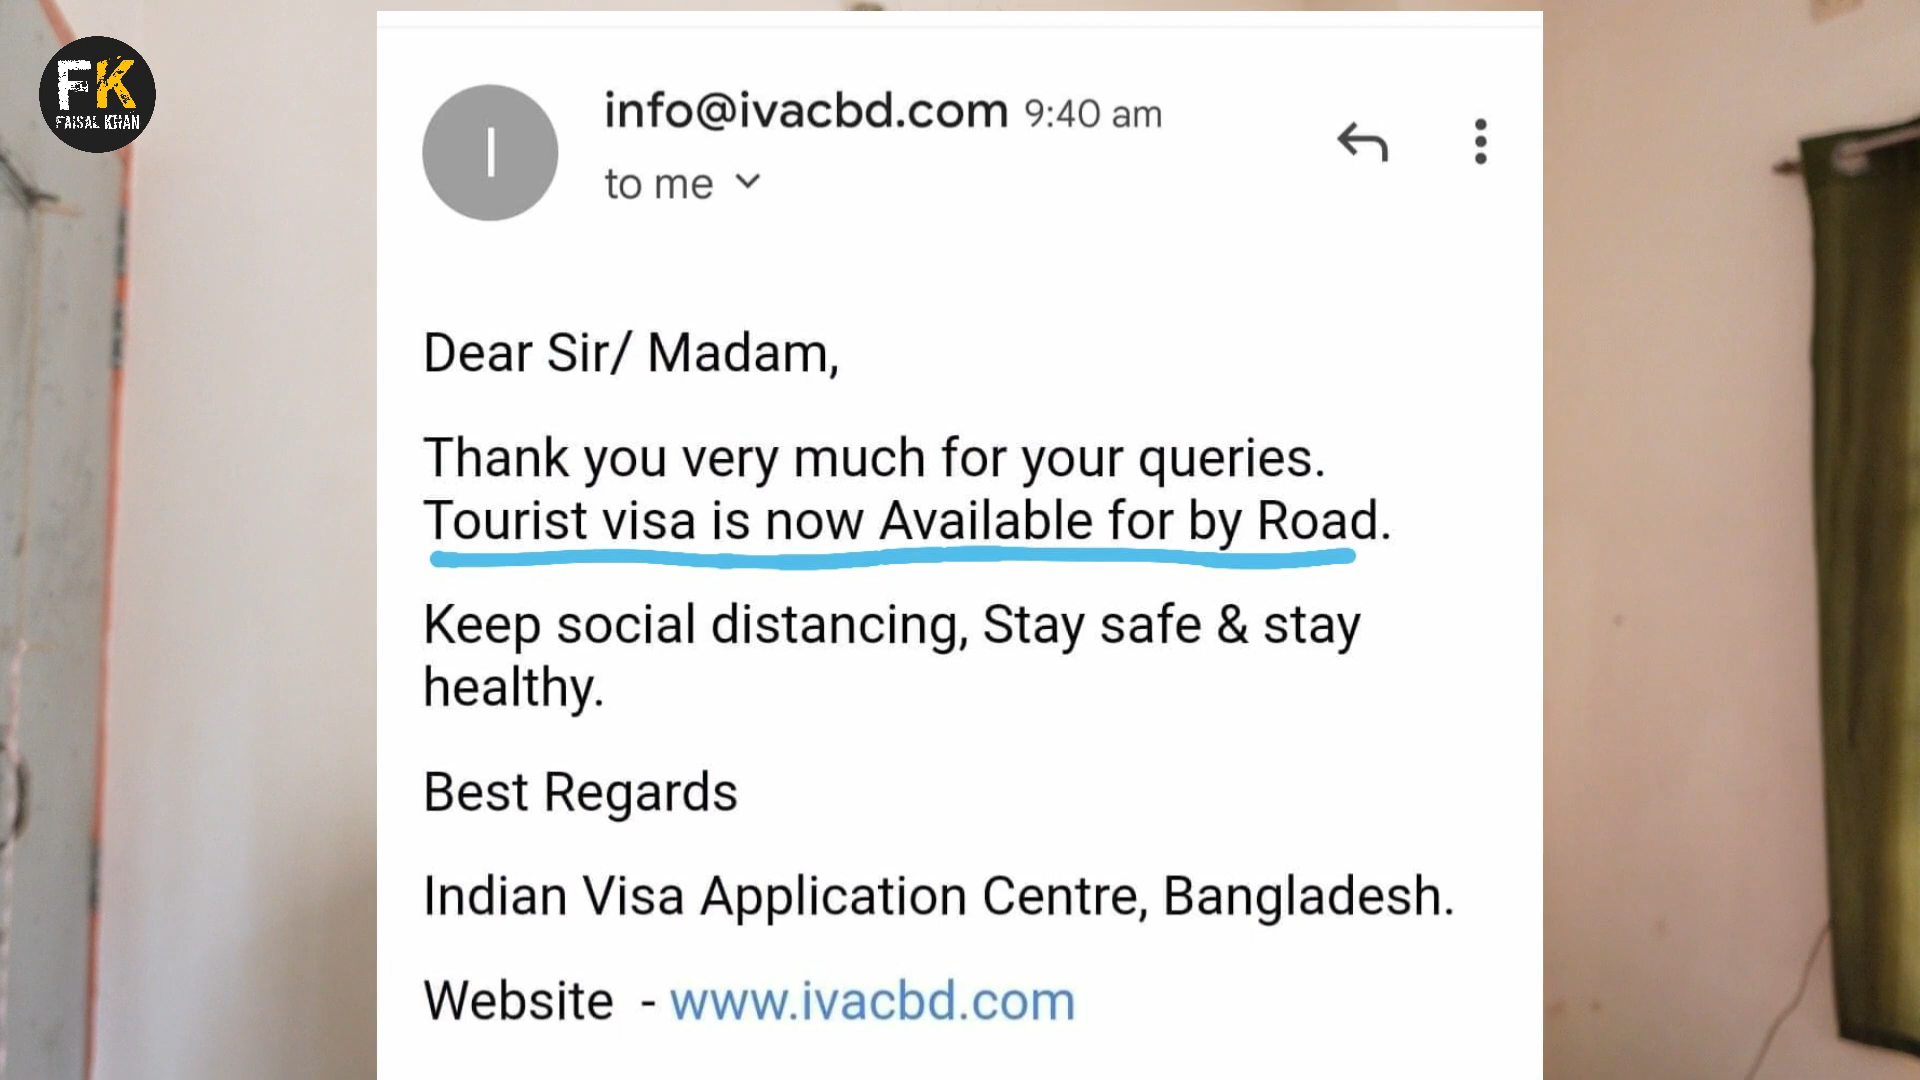 FK
FAISAL KHAN
I
info@ivacbd.com 9:40 am
to me
Dear Sir/ Madam,
Thank you very much for your queries.
Tourist visa is now Available for by Road.
Keep social distancing, Stay safe & stay
healthy.
Best Regards
Indian Visa Application Centre, Bangladesh.
Website - www.ivacbd.com